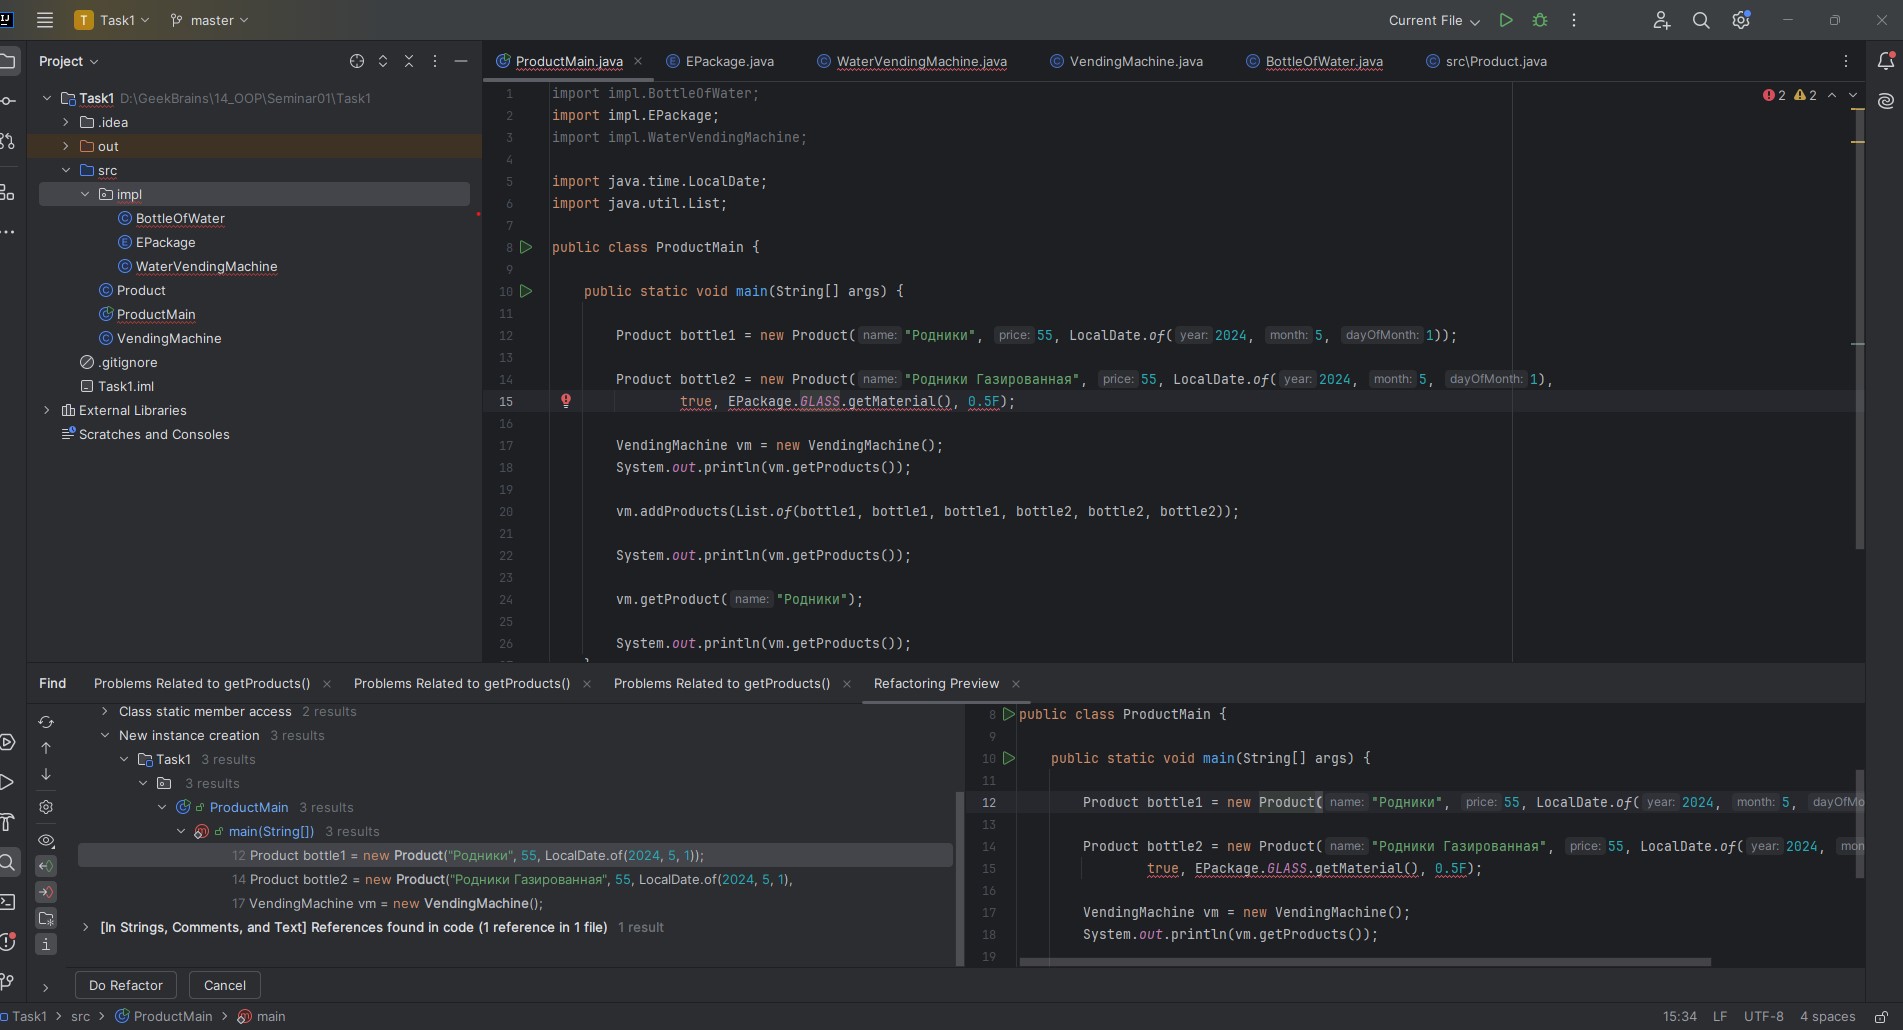 Task1
master
Current File
Project
ProductMain.java
EPackage.java
WaterVendingMachine.java
VendingMachine.java
BottleOfWater.java
src\Product.java
Task1 D:\GeekBrains\14_OOP\Seminar01\Task1
.idea
out
src
impl
BottleOfWater
EPackage
WaterVendingMachine
Product
ProductMain
VendingMachine
.gitignore
Task1.iml
External Libraries
Scratches and Consoles
2 2
1 import impl.BottleOfWater;
2 import impl.EPackage;
3 import impl.WaterVendingMachine;
4
5 import java.time.LocalDate;
6 import java.util.List;
7
8 public class ProductMain {
9
10 public static void main(String[] args) {
11
12 Product bottle1 = new Product( name: "Родники", price: 55, LocalDate.of( year: 2024, month: 5, dayOfMonth: 1));
13
14 Product bottle2 = new Product( name: "Родники Газированная", price: 55, LocalDate.of( year: 2024, month: 5, dayOfMonth: 1),
15 true, EPackage.GLASS.getMaterial(), 0.5F);
16
17 VendingMachine vm = new VendingMachine();
18 System.out.println(vm.getProducts());
19
20 vm.addProducts(List.of(bottle1, bottle1, bottle1, bottle2, bottle2, bottle2));
21
22 System.out.println(vm.getProducts());
23
24 vm.getProduct( name: "Родники");
25
26 System.out.println(vm.getProducts());
Find
Problems Related to getProducts()
Problems Related to getProducts()
Problems Related to getProducts()
Refactoring Preview
Class static member access 2 results
New instance creation 3 results
Task1 3 results
3 results
ProductMain 3 results
main(String[]) 3 results
12 Product bottle1 = new Product("Родники", 55, LocalDate.of(2024, 5, 1));
14 Product bottle2 = new Product("Родники Газированная", 55, LocalDate.of(2024, 5, 1),
17 VendingMachine vm = new VendingMachine();
[In Strings, Comments, and Text] References found in code (1 reference in 1 file) 1 result
8 public class ProductMain {
9
10 public static void main(String[] args) {
11
12 Product bottle1 = new Product( name: "Родники", price: 55, LocalDate.of( year: 2024, month: 5, dayOfMo
13
14 Product bottle2 = new Product( name: "Родники Газированная", price: 55, LocalDate.of( year: 2024, mon
15 true, EPackage.GLASS.getMaterial(), 0.5F);
16
17 VendingMachine vm = new VendingMachine();
18 System.out.println(vm.getProducts());
19
Do Refactor
Cancel
Task1 > src > ProductMain > main
15:34 LF UTF-8 4 spaces